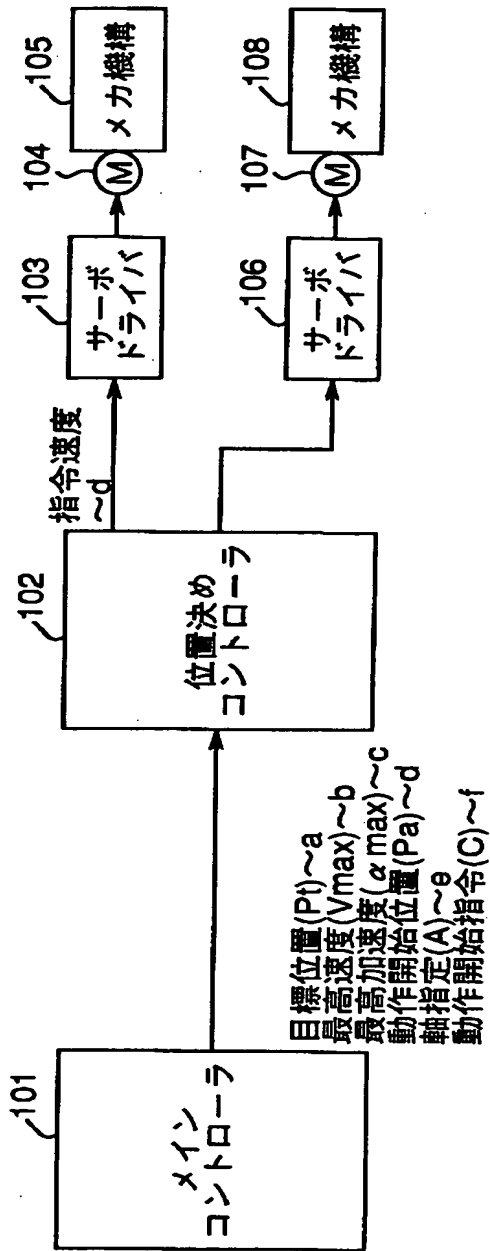 101
メイン
コントローラ
目標位置(Pt)～a
最高速度(Vmax)～b
最高加速度(α max)～c
動作開始位置(Pa)～d
軸指定(A)～e
動作開始指令(C)～f
102
位置決め
コントローラ
指令速度
～d
103
サーボ
ドライバ
104
M
105
メカ機構
106
サーボ
ドライバ
107
M
108
メカ機構